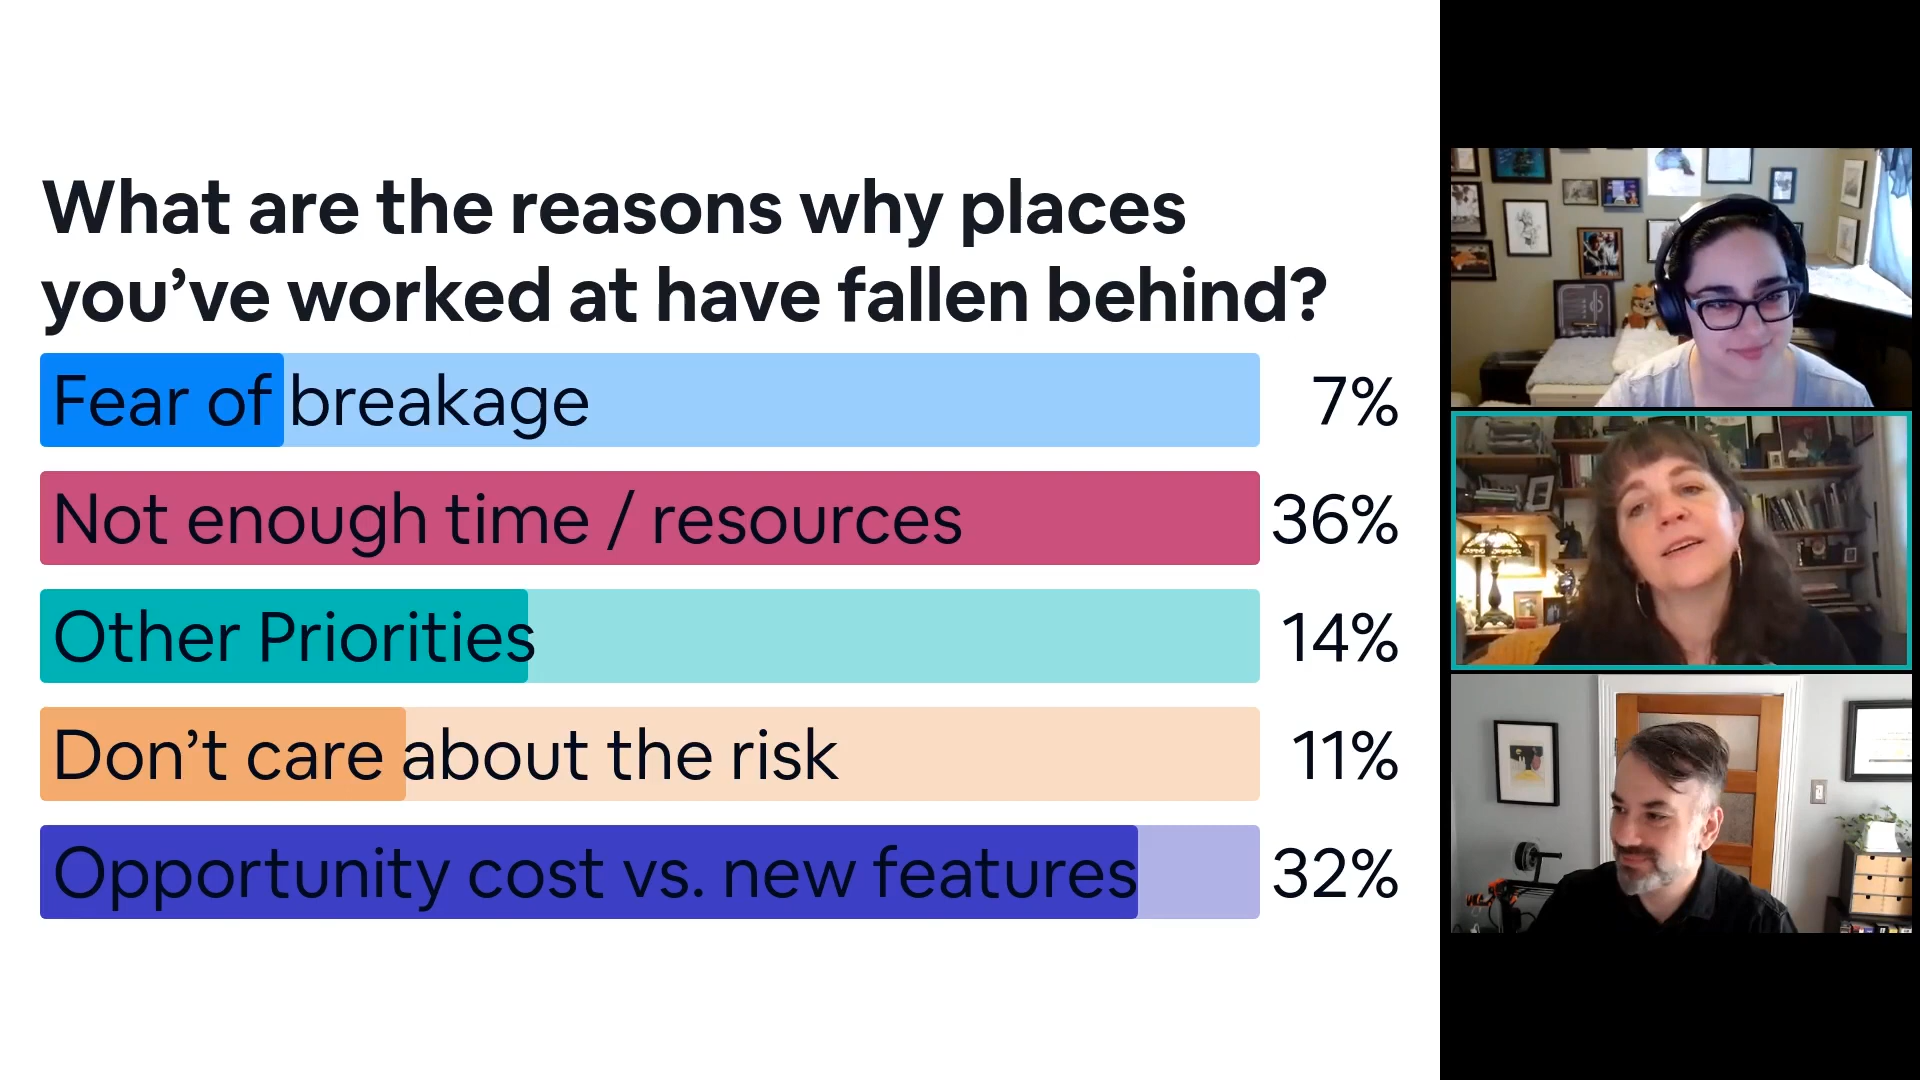 What are the reasons why places
you’ve worked at have fallen behind?
Fear of breakage 7%
Not enough time / resources 36%
Other Priorities 14%
Don’t care about the risk 11%
Opportunity cost vs. new features 32%